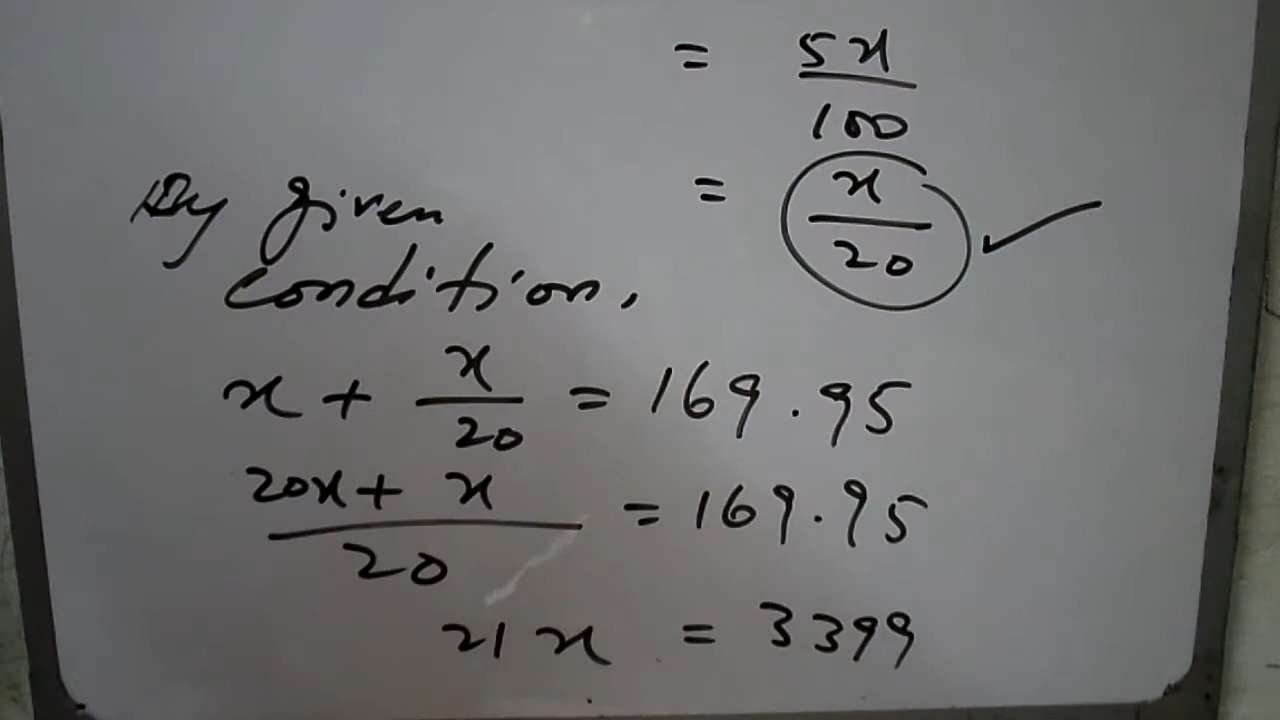 = 5x/100
= x/20 ✓
By given
condition,
x + x/20 = 169.95
(20x + x)/20 = 169.95
21x = 3399